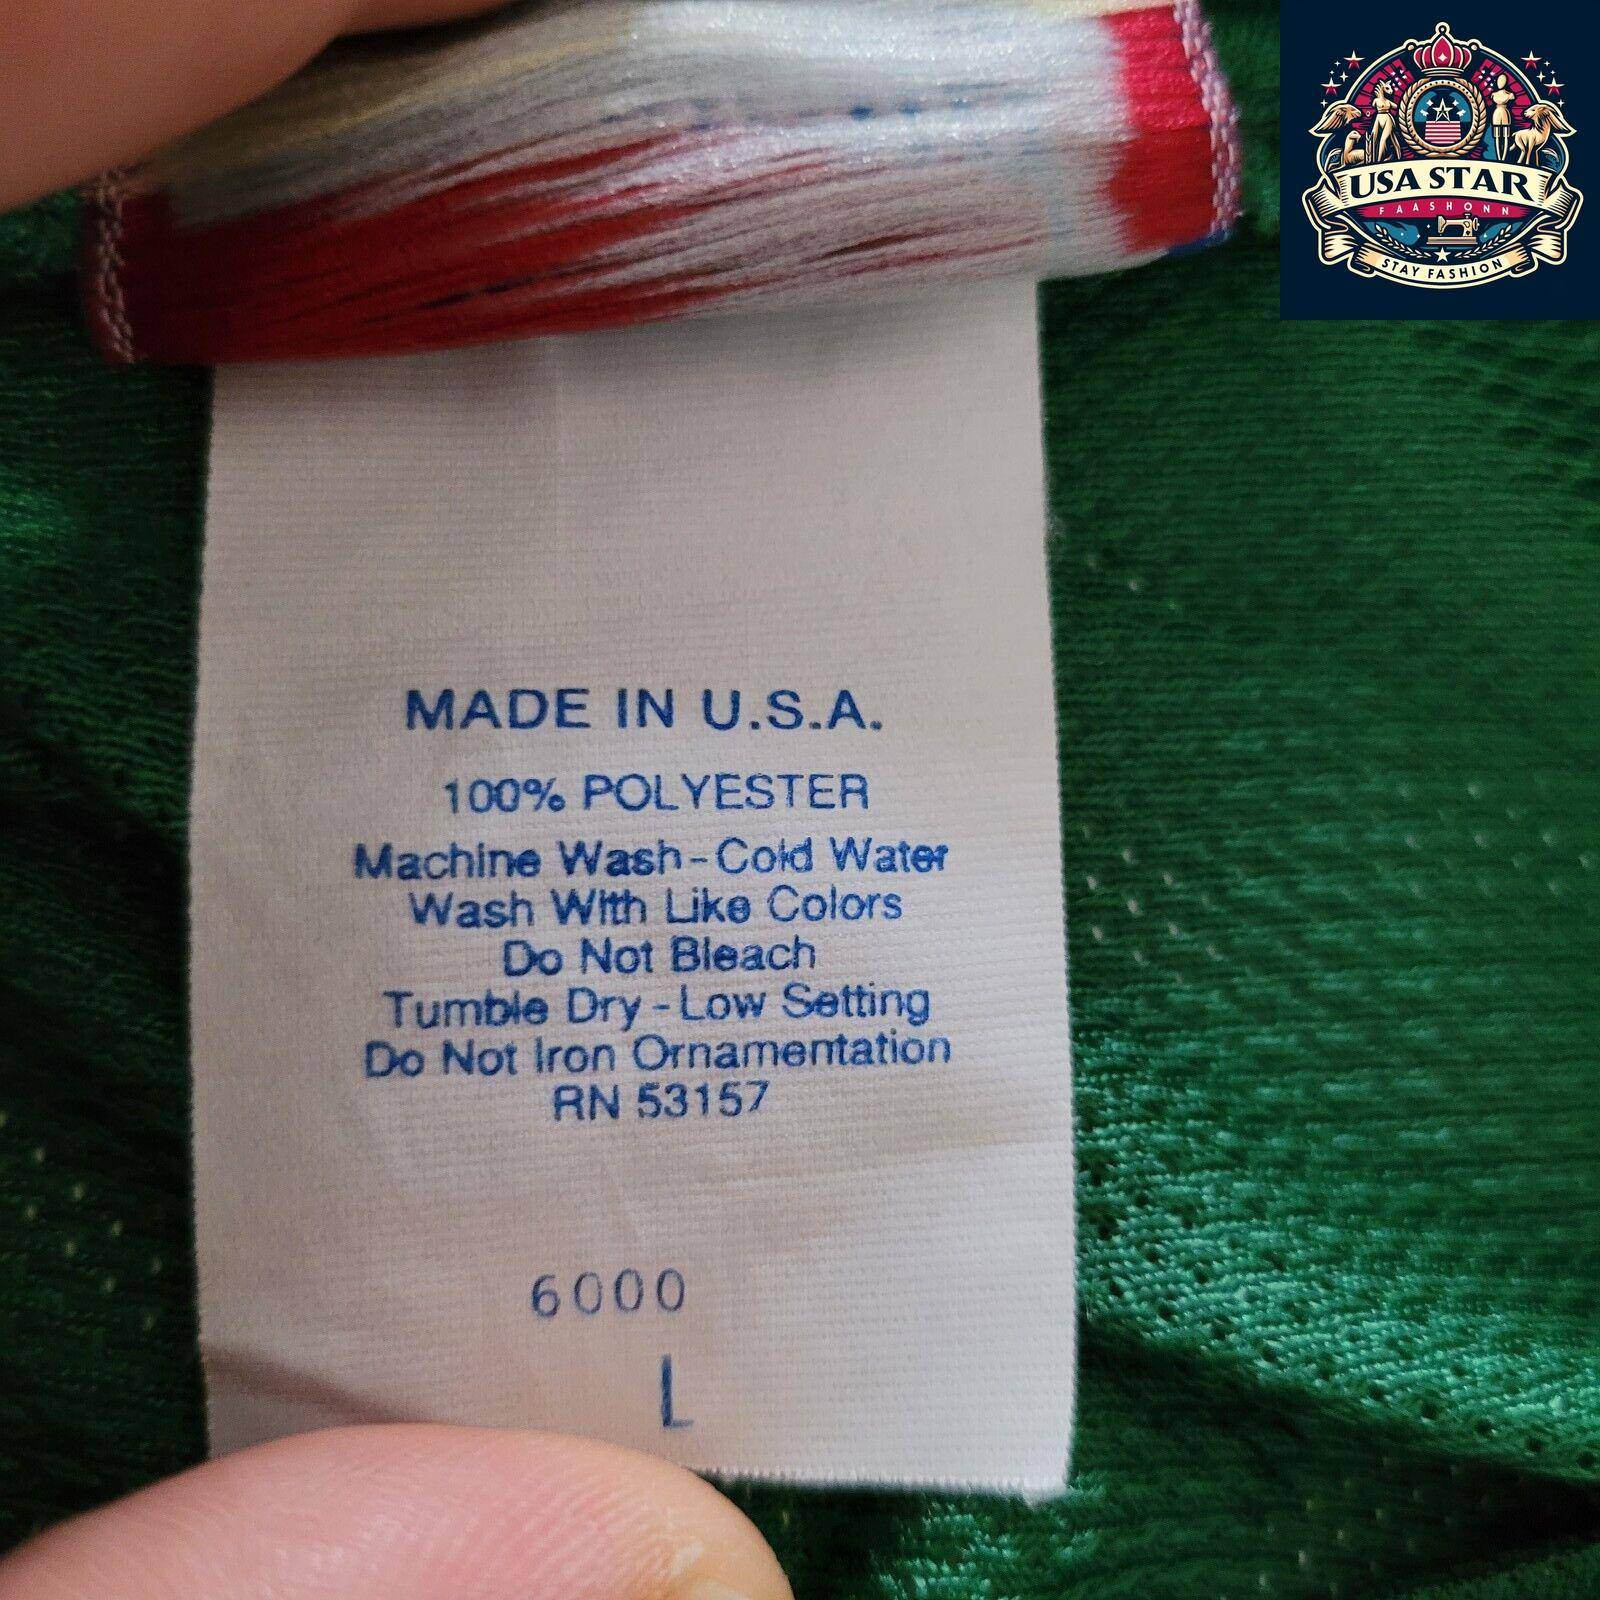 USA STAR
FAASHONN
STAY FASHION
MADE IN U.S.A.
100% POLYESTER
Machine Wash-Cold Water
Wash With Like Colors
Do Not Bleach
Tumble Dry-Low Setting
Do Not Iron Ornamentation
RN 53157
6000
L